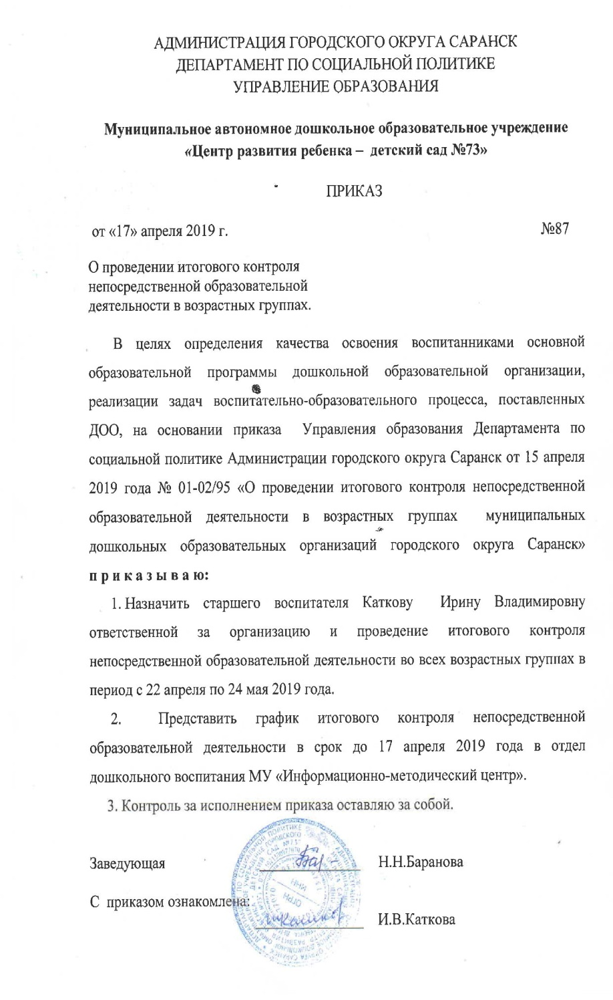 АДМИНИСТРАЦИЯ ГОРОДСКОГО ОКРУГА САРАНСК
ДЕПАРТАМЕНТ ПО СОЦИАЛЬНОЙ ПОЛИТИКЕ
УПРАВЛЕНИЕ ОБРАЗОВАНИЯ
Муниципальное автономное дошкольное образовательное учреждение
«Центр развития ребенка – детский сад №73»
ПРИКАЗ
от «17» апреля 2019 г. №87
О проведении итогового контроля
непосредственной образовательной
деятельности в возрастных группах.
В целях определения качества освоения воспитанниками основной
образовательной программы дошкольной образовательной организации,
реализации задач воспитательно-образовательного процесса, поставленных
ДОО, на основании приказа Управления образования Департамента по
социальной политике Администрации городского округа Саранск от 15 апреля
2019 года № 01-02/95 «О проведении итогового контроля непосредственной
образовательной деятельности в возрастных группах муниципальных
дошкольных образовательных организаций городского округа Саранск»
п р и к а з ы в а ю:
1. Назначить старшего воспитателя Каткову Ирину Владимировну
ответственной за организацию и проведение итогового контроля
непосредственной образовательной деятельности во всех возрастных группах в
период с 22 апреля по 24 мая 2019 года.
2. Представить график итогового контроля непосредственной
образовательной деятельности в срок до 17 апреля 2019 года в отдел
дошкольного воспитания МУ «Информационно-методический центр».
3. Контроль за исполнением приказа оставляю за собой.
Заведующая Н.Н.Баранова
С приказом ознакомлена:
И.В.Каткова